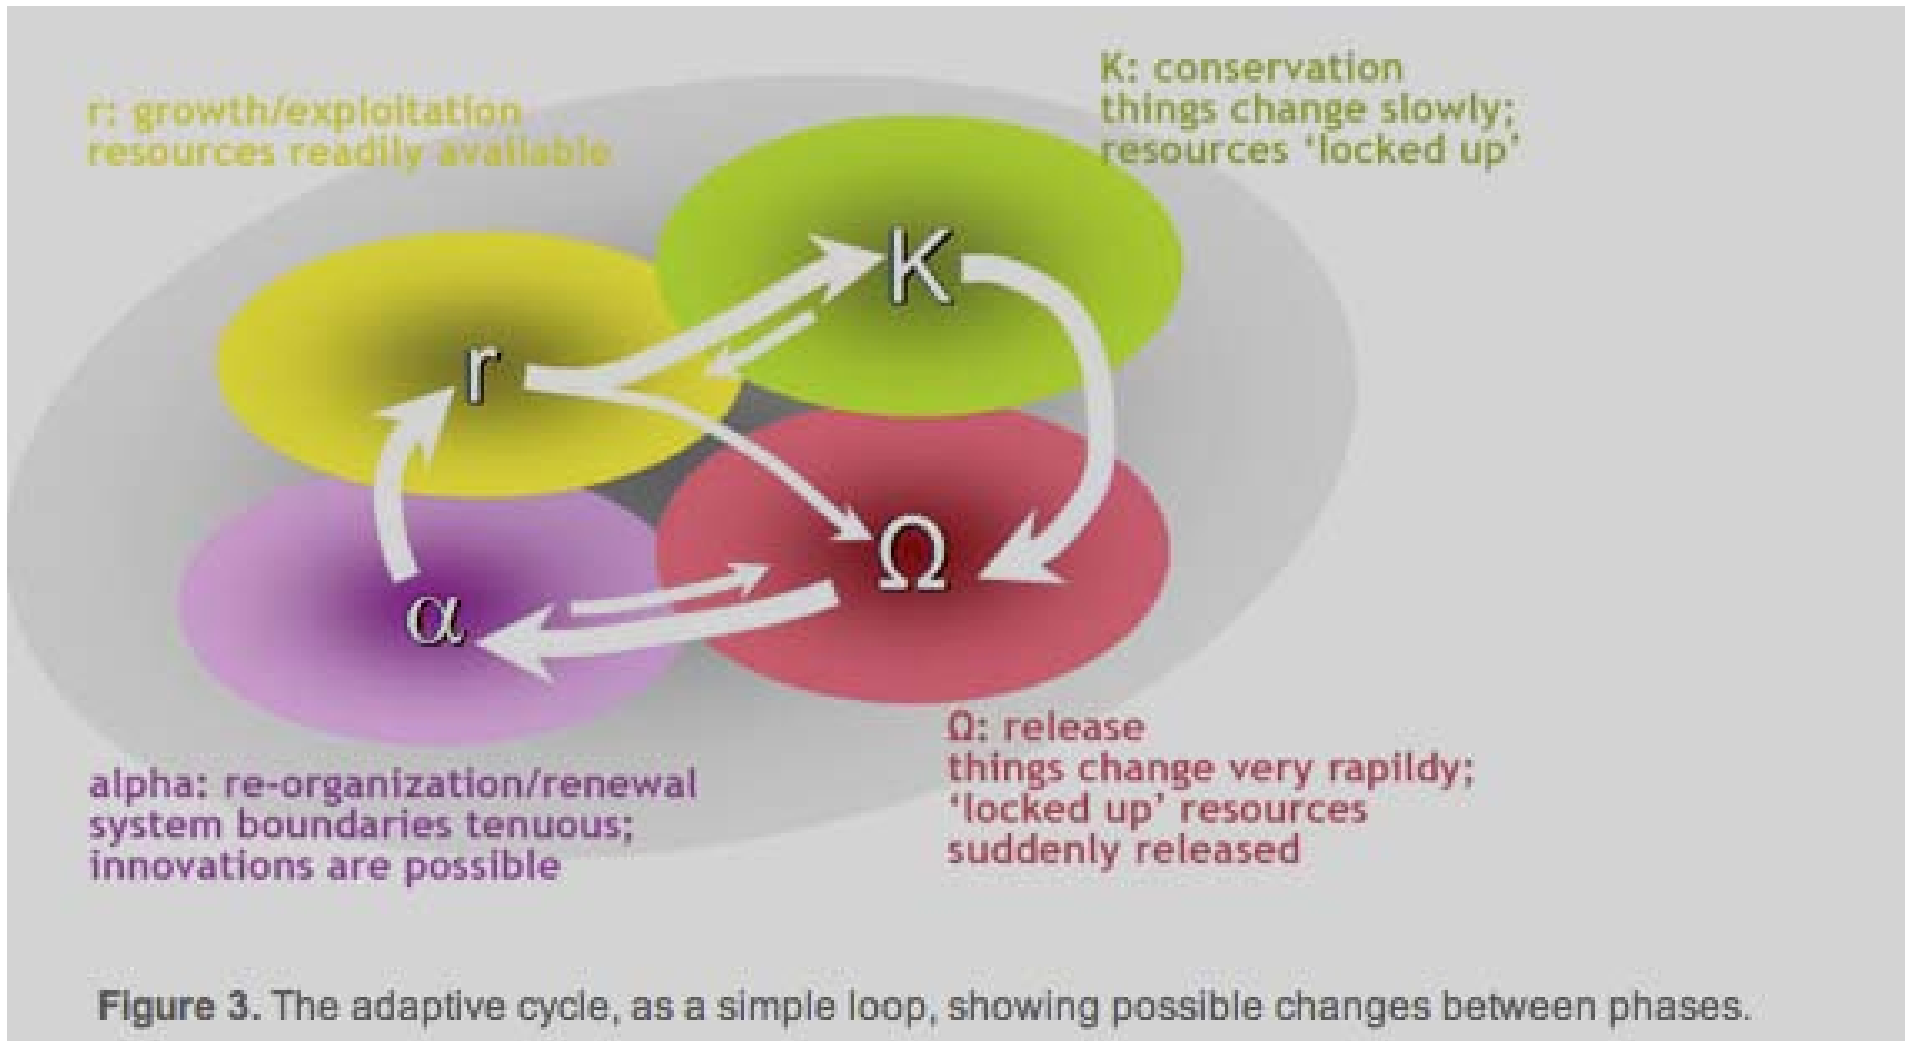 r: growth/exploitation
resources readily available
K: conservation
things change slowly;
resources ‘locked up’
K
r
Ω
α
Ω: release
things change very rapildy;
‘locked up’ resources
suddenly released
alpha: re-organization/renewal
system boundaries tenuous;
innovations are possible
Figure 3. The adaptive cycle, as a simple loop, showing possible changes between phases.